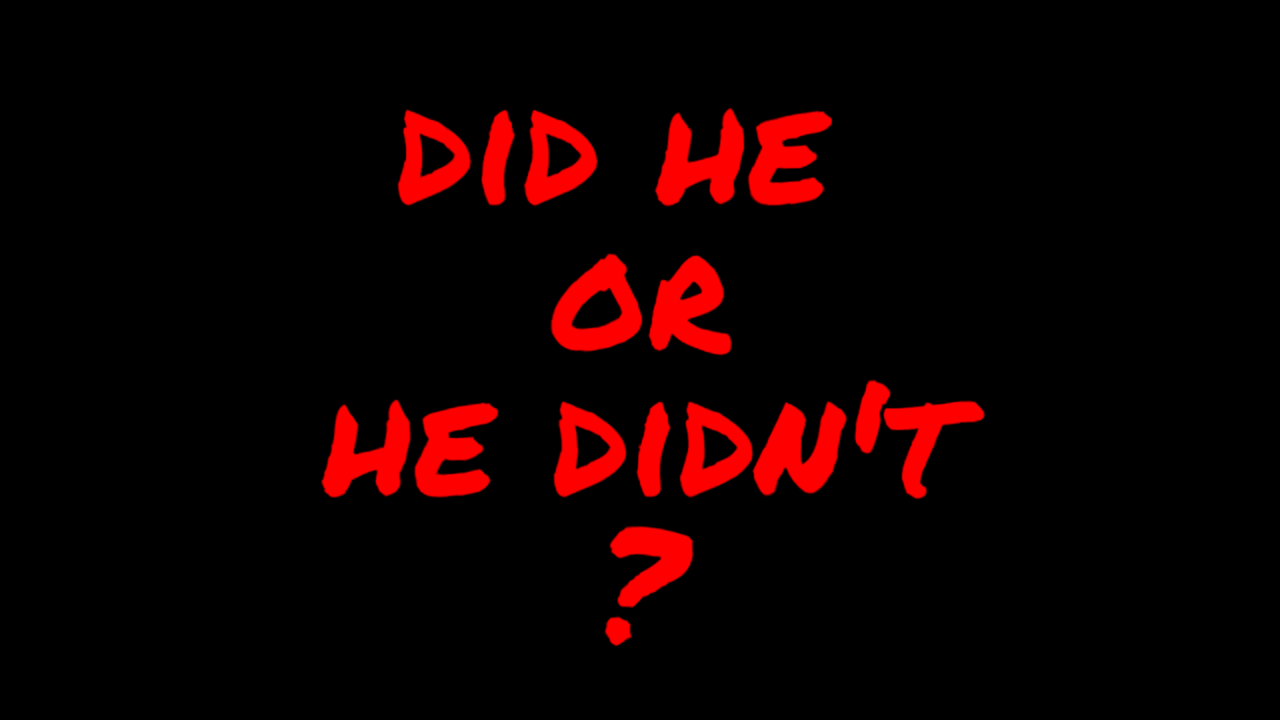 DID HE
OR
HE DIDN'T
?